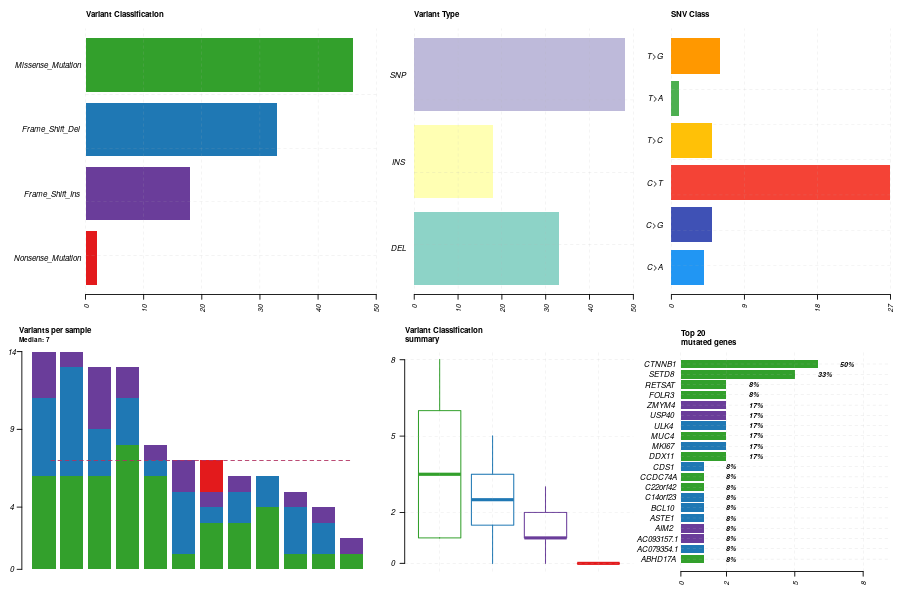 Variant Classification
Missense_Mutation
Frame_Shift_Del
Frame_Shift_Ins
Nonsense_Mutation
0
10
20
30
40
50
Variant Type
SNP
INS
DEL
0
10
20
30
40
50
SNV Class
T>G
T>A
T>C
C>T
C>G
C>A
0
9
18
27
Variants per sample
Median: 7
14
9
4
0
Variant Classification
summary
8
5
2
0
Top 20
mutated genes
CTNNB1 50%
SETD8 33%
RETSAT 8%
FOLR3 8%
ZMYM4 17%
USP40 17%
ULK4 17%
MUC4 17%
MKI67 17%
DDX11 17%
CDS1 8%
CCDC74A 8%
C22orf42 8%
C14orf23 8%
BCL10 8%
ASTE1 8%
AIM2 8%
AC093157.1 8%
AC079354.1 8%
ABHD17A 8%
0
2
5
8